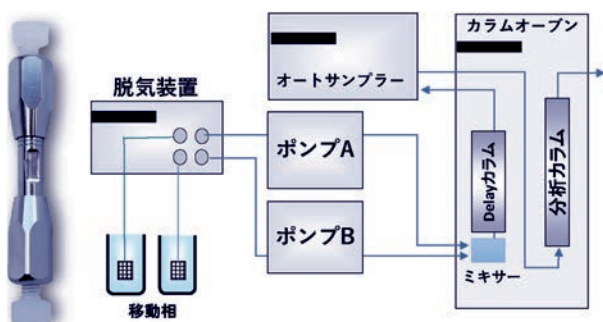 カラムオーブン
オートサンプラー
脱気装置
ポンプA
Delayカラム
分析カラム
ポンプB
ミキサー
移動相